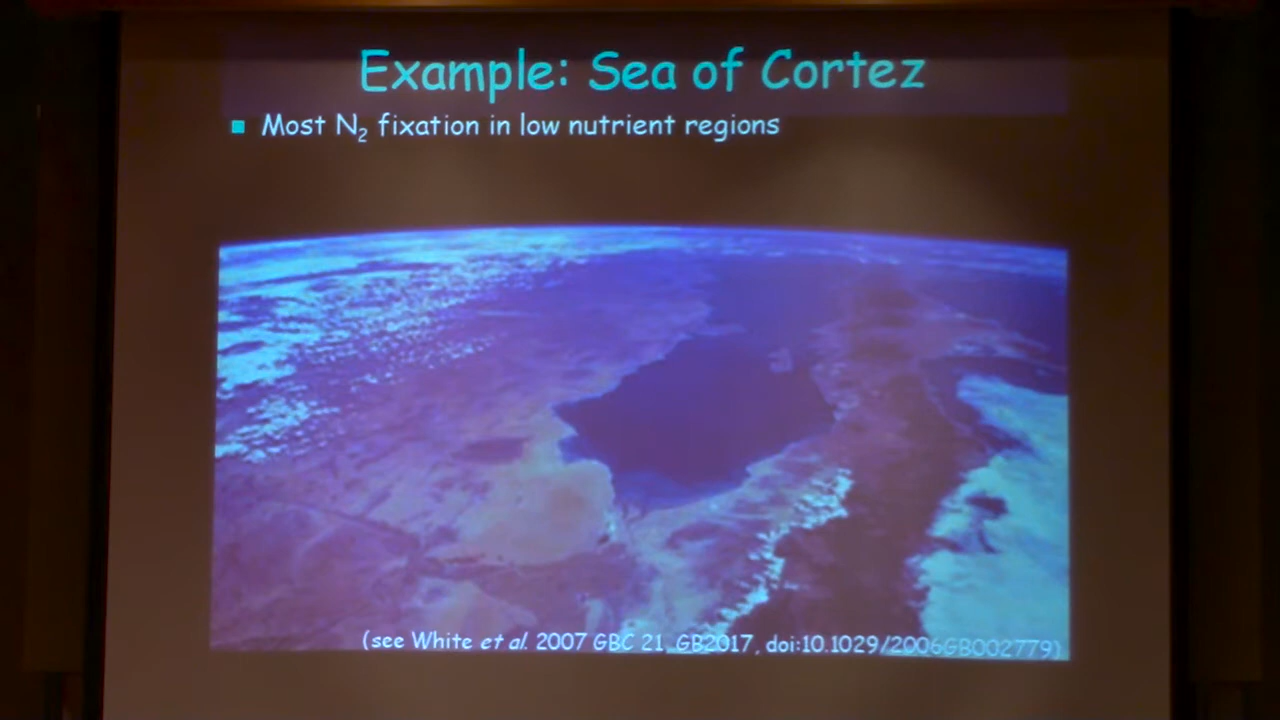 Example: Sea of Cortez
Most N₂ fixation in low nutrient regions
(see White et al. 2007 GBC 21, GB2017, doi:10.1029/2006GB002779)